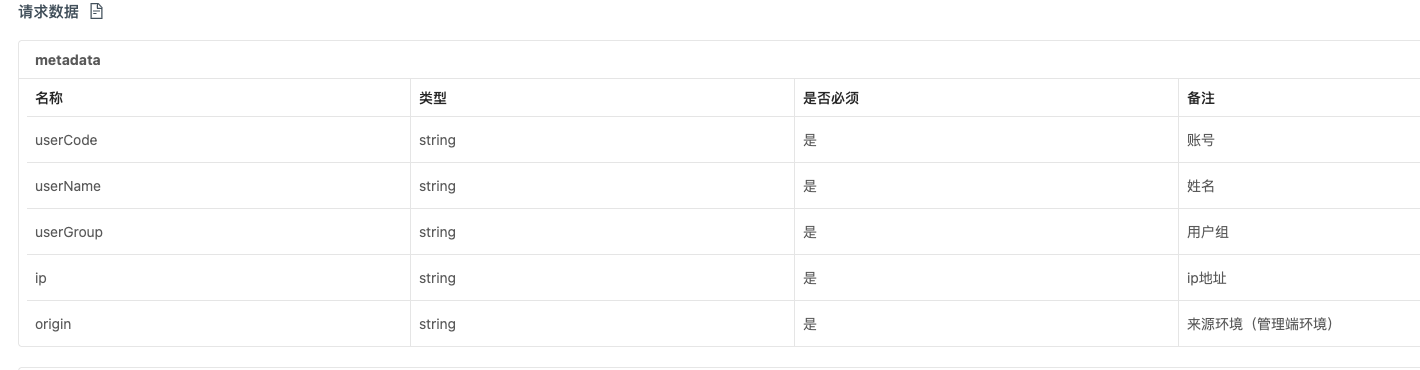 请求数据
metadata
名称 类型 是否必须 备注
userCode string 是 账号
userName string 是 姓名
userGroup string 是 用户组
ip string 是 ip地址
origin string 是 来源环境（管理端环境）